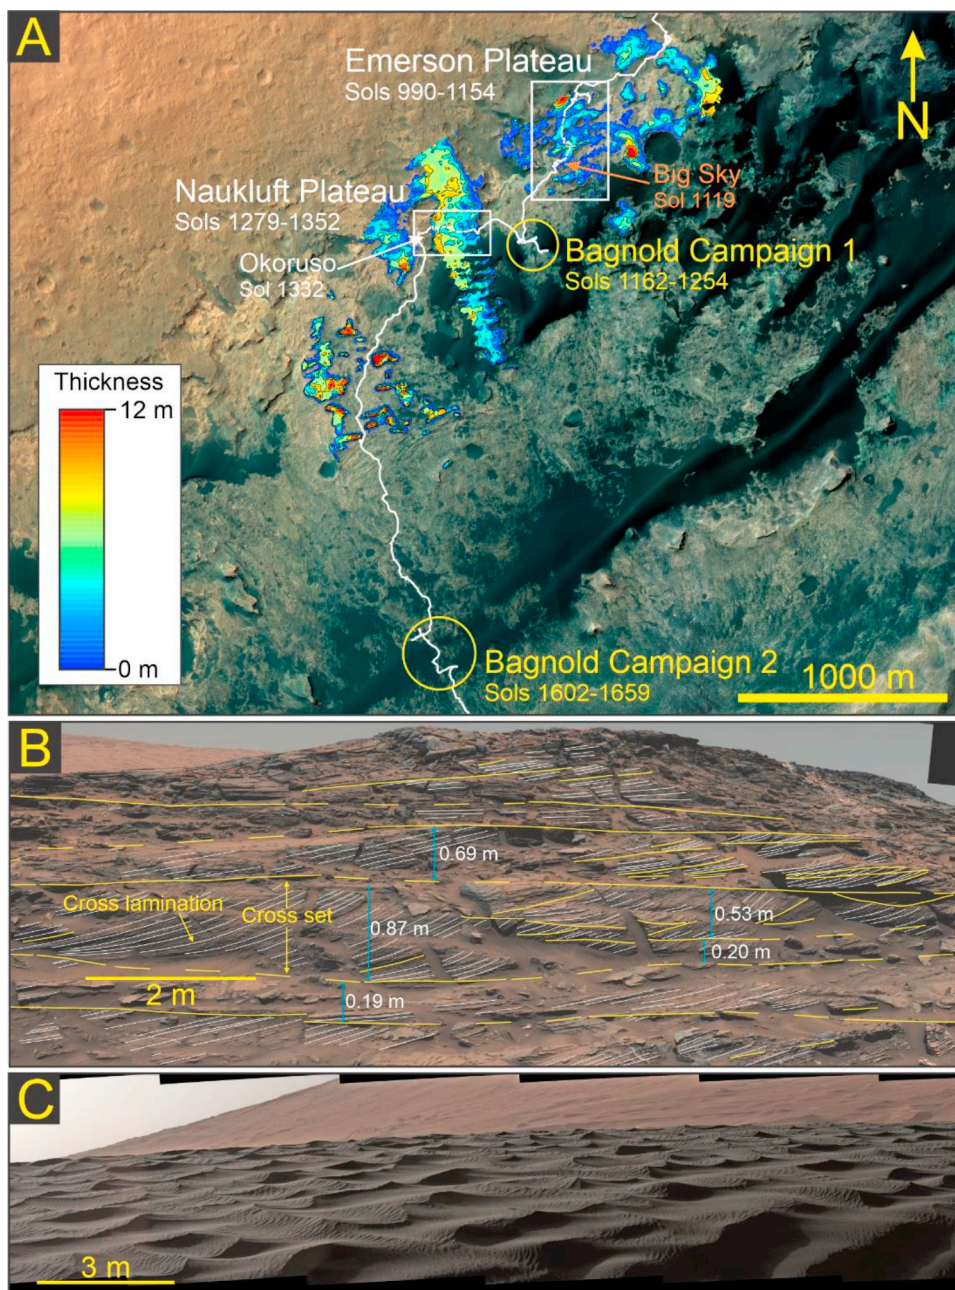 A
Emerson Plateau
Sols 990-1154
N
Naukluft Plateau
Sols 1279-1352
Big Sky
Sol 1119
Okoruso
Sol 1332
Bagnold Campaign 1
Sols 1162-1254
Thickness
12 m
0 m
Bagnold Campaign 2
Sols 1602-1659
1000 m
B
0.69 m
Cross lamination
Cross set
0.87 m
0.53 m
0.20 m
2 m
0.19 m
C
3 m